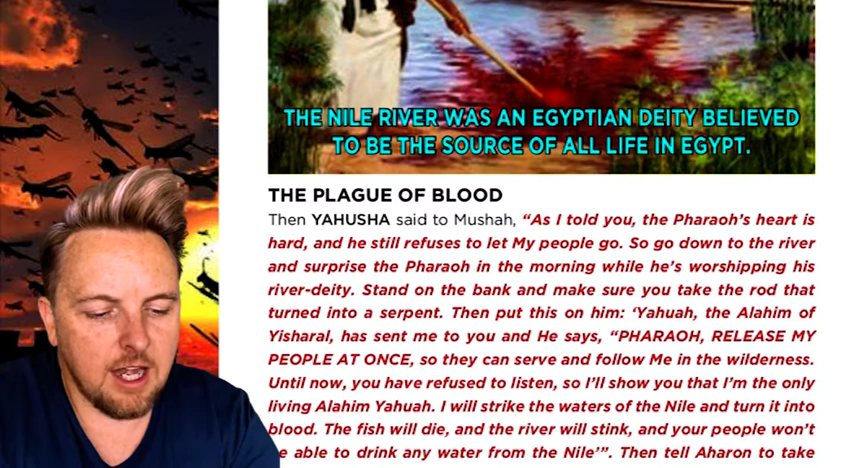 THE NILE RIVER WAS AN EGYPTIAN DEITY BELIEVED
TO BE THE SOURCE OF ALL LIFE IN EGYPT.
THE PLAGUE OF BLOOD
Then YAHUSHA said to Mushah, “As I told you, the Pharaoh’s heart is
hard, and he still refuses to let My people go. So go down to the river
and surprise the Pharaoh in the morning while he’s worshipping his
river-deity. Stand on the bank and make sure you take the rod that
turned into a serpent. Then put this on him: ‘Yahuah, the Alahim of
Yisharal, has sent me to you and He says, “PHARAOH, RELEASE MY
PEOPLE AT ONCE, so they can serve and follow Me in the wilderness.
Until now, you have refused to listen, so I’ll show you that I’m the only
living Alahim Yahuah. I will strike the waters of the Nile and turn it into
blood. The fish will die, and the river will stink, and your people won’t
able to drink any water from the Nile’”. Then tell Aharon to take